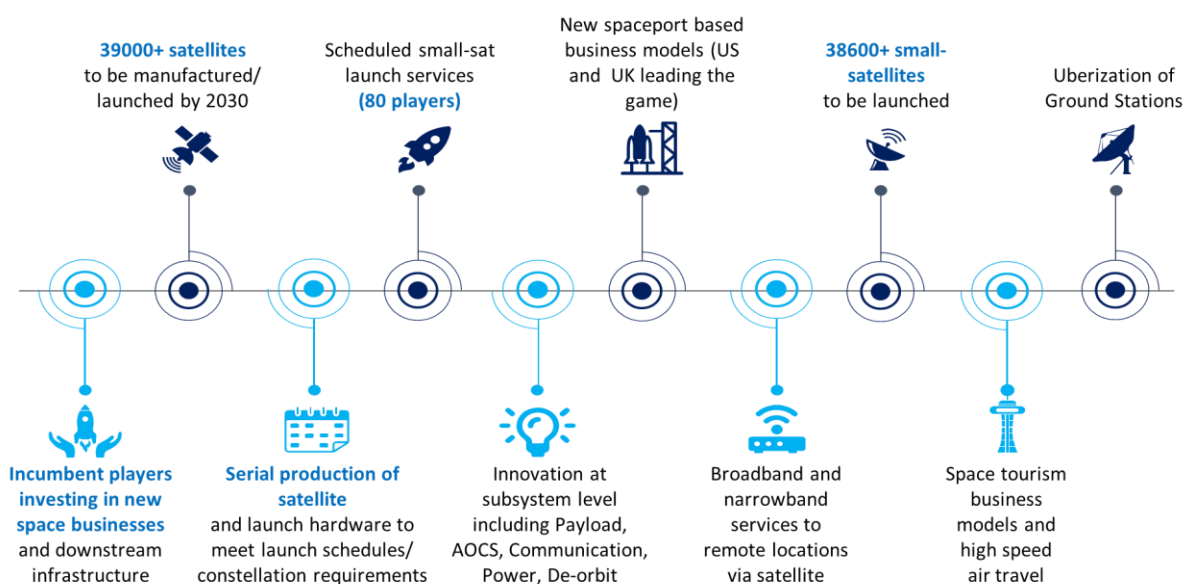 39000+ satellites
to be manufactured/
launched by 2030
Scheduled small-sat
launch services
(80 players)
New spaceport based
business models (US
and UK leading the
game)
38600+ small-
satellites
to be launched
Uberization of
Ground Stations
Incumbent players
investing in new
space businesses
and downstream
infrastructure
Serial production of
satellite
and launch hardware to
meet launch schedules/
constellation requirements
Innovation at
subsystem level
including Payload,
AOCS, Communication,
Power, De-orbit
Broadband and
narrowband
services to
remote locations
via satellite
Space tourism
business
models and
high speed
air travel